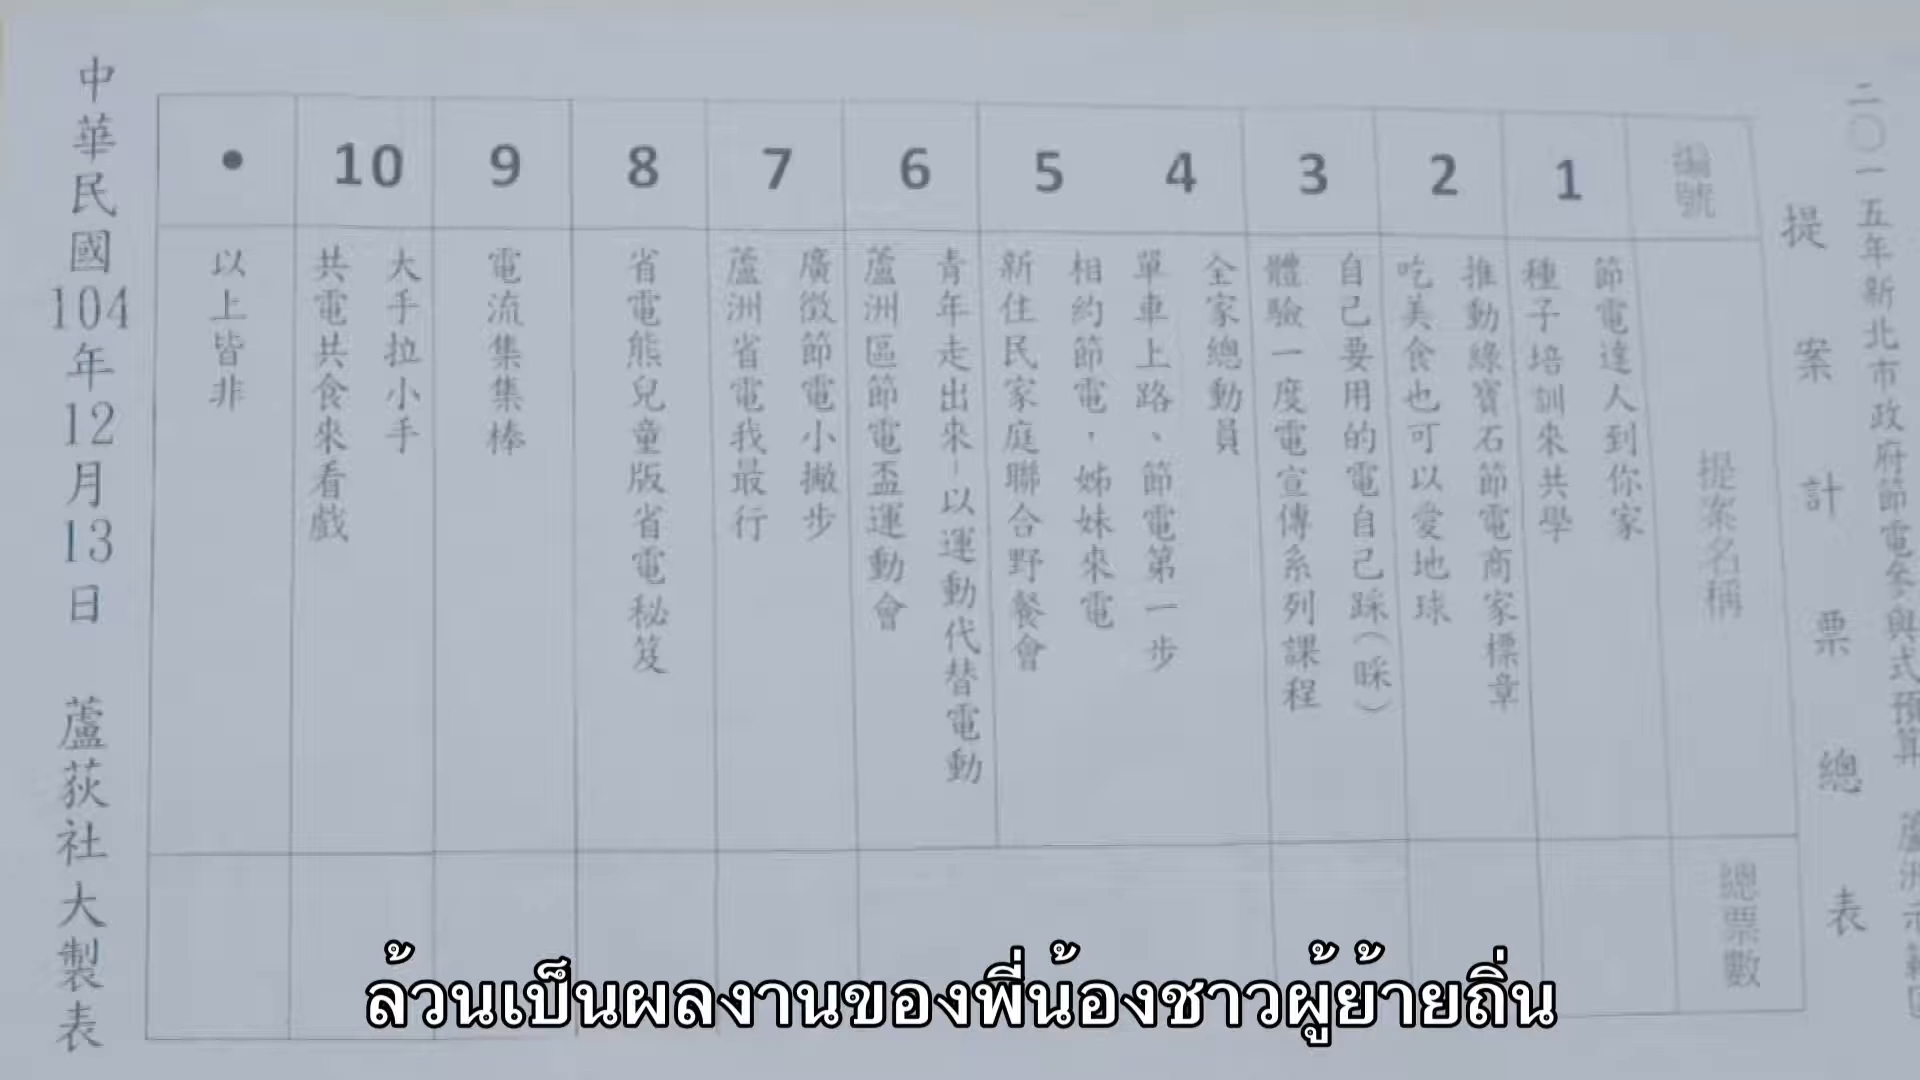 二〇一五年新北市政府節電參與式預算 蘆洲示範區
提案計票總表
編號
提案名稱
總票數
1
節電達人到你家
種子培訓來共學
2
推動綠寶石節電商家標章
吃美食也可以愛地球
3
自己要用的電自己踩(睬)
體驗一度電宣傳系列課程
4
全家總動員
單車上路、節電第一步
5
相約節電,姊妹來電
新住民家庭聯合野餐會
6
青年走出來-以運動代替電動
蘆洲區節電盃運動會
7
廣徵節電小撇步
蘆洲省電我最行
8
省電熊兒童版省電秘笈
9
電流集集棒
10
大手拉小手
共電共食來看戲
•
以上皆非
中華民國104年12月13日 蘆荻社大製表
ล้วนเป็นผลงานของพี่น้องชาวผู้ย้ายถิ่น